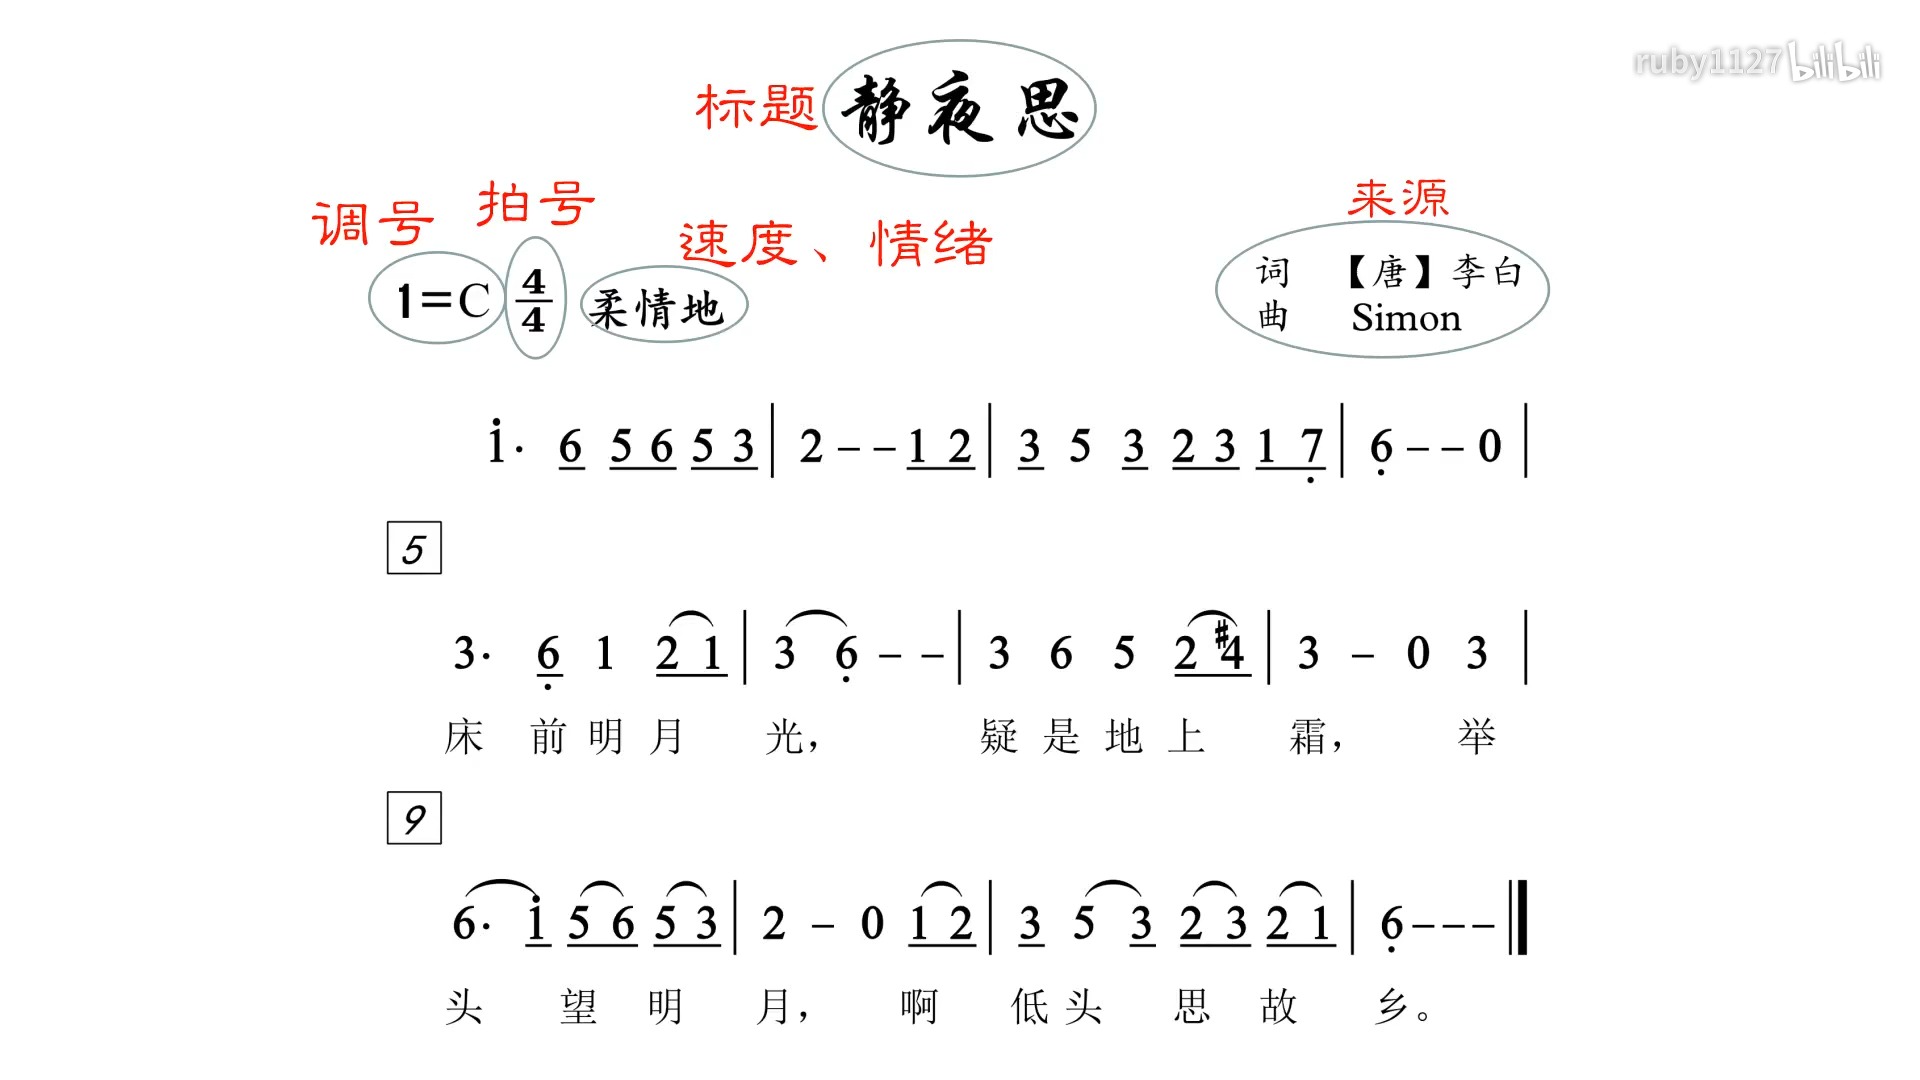 ruby1127 bilibili
标题 静夜思
调号 拍号 速度、情绪 来源
1=C 4/4 柔情地
词 【唐】李白
曲 Simon
i· 6 5 6 5 3 | 2 – – 1 2 | 3 5 3 2 3 1 7̣ | 6̣ – – 0 |
5
3· 6̣ 1 2 1 | 3 6̣ – – | 3 6 5 2 #4 | 3 – 0 3 |
床 前 明 月 光， 疑 是 地 上 霜， 举
9
6· i 5 6 5 3 | 2 – 0 1 2 | 3 5 3 2 3 2 1 | 6̣ – – – ‖
头 望 明 月， 啊 低 头 思 故 乡。